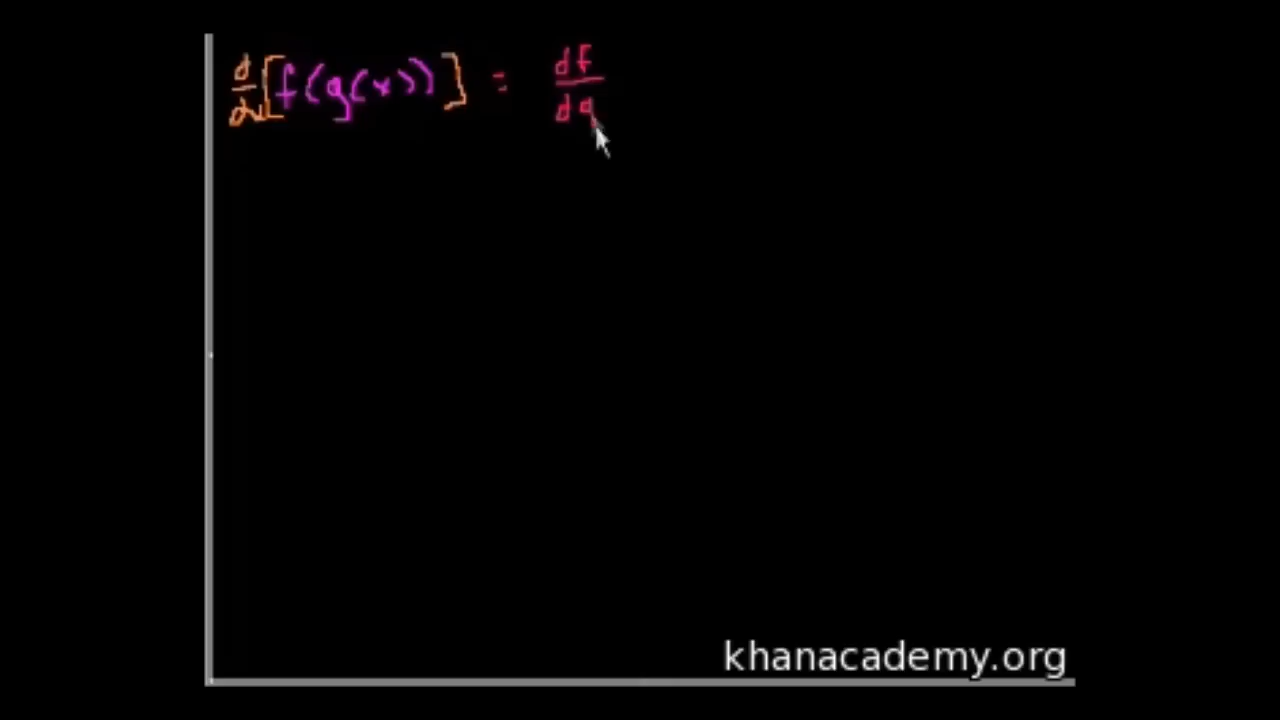 d/dx [f(g(x))] = df/dg
khanacademy.org